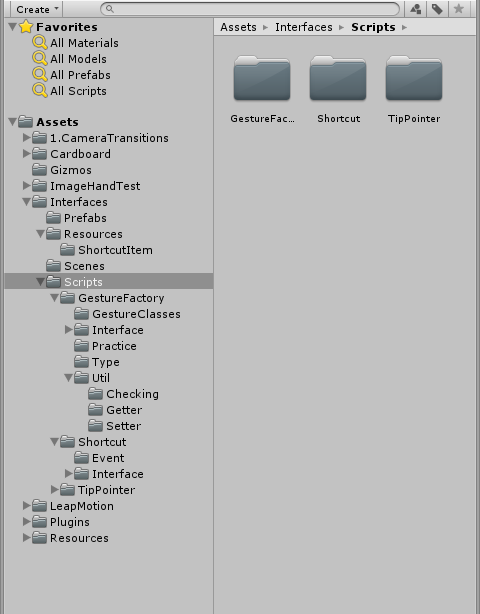 Create
Favorites
All Materials
All Models
All Prefabs
All Scripts
Assets
1.CameraTransitions
Cardboard
Gizmos
ImageHandTest
Interfaces
Prefabs
Resources
ShortcutItem
Scenes
Scripts
GestureFactory
GestureClasses
Interface
Practice
Type
Util
Checking
Getter
Setter
Shortcut
Event
Interface
TipPointer
LeapMotion
Plugins
Resources
Assets Interfaces Scripts
GestureFac... Shortcut TipPointer